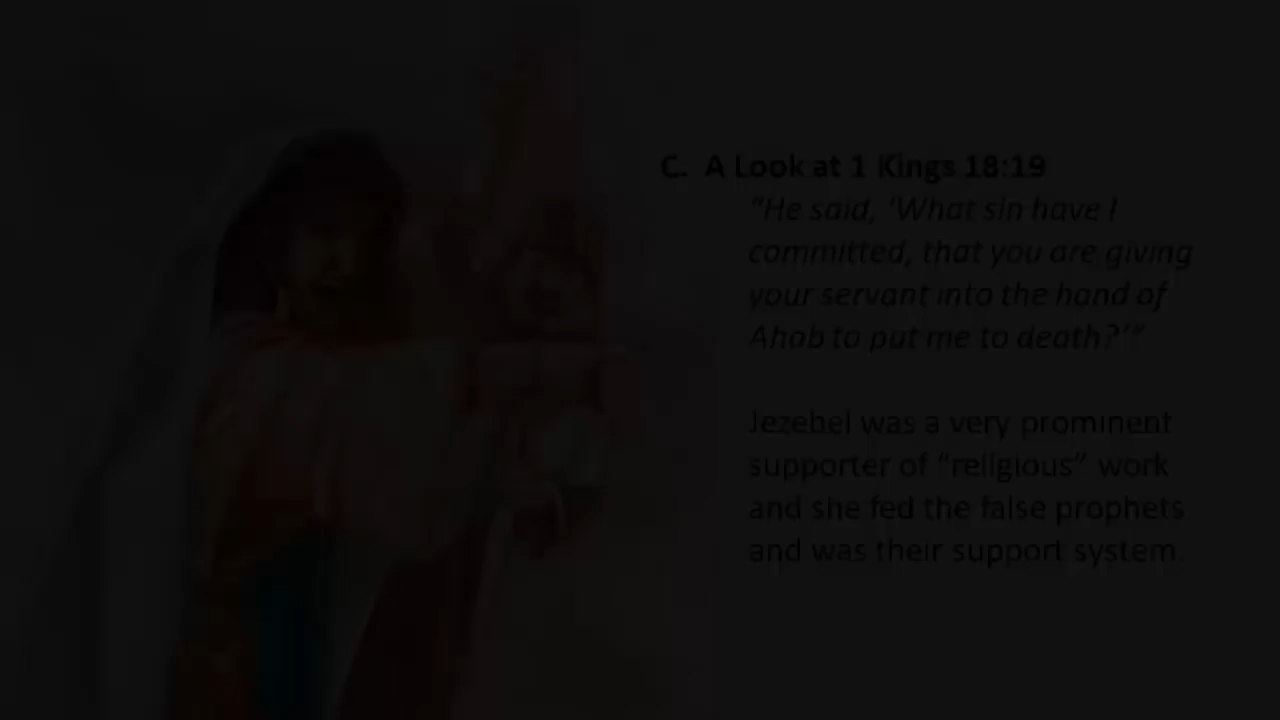 C. A Look at 1 Kings 18:19
“He said, ‘What sin have I
committed, that you are giving
your servant into the hand of
Ahab to put me to death?’”
Jezebel was a very prominent
supporter of “religious” work
and she fed the false prophets
and was their support system.